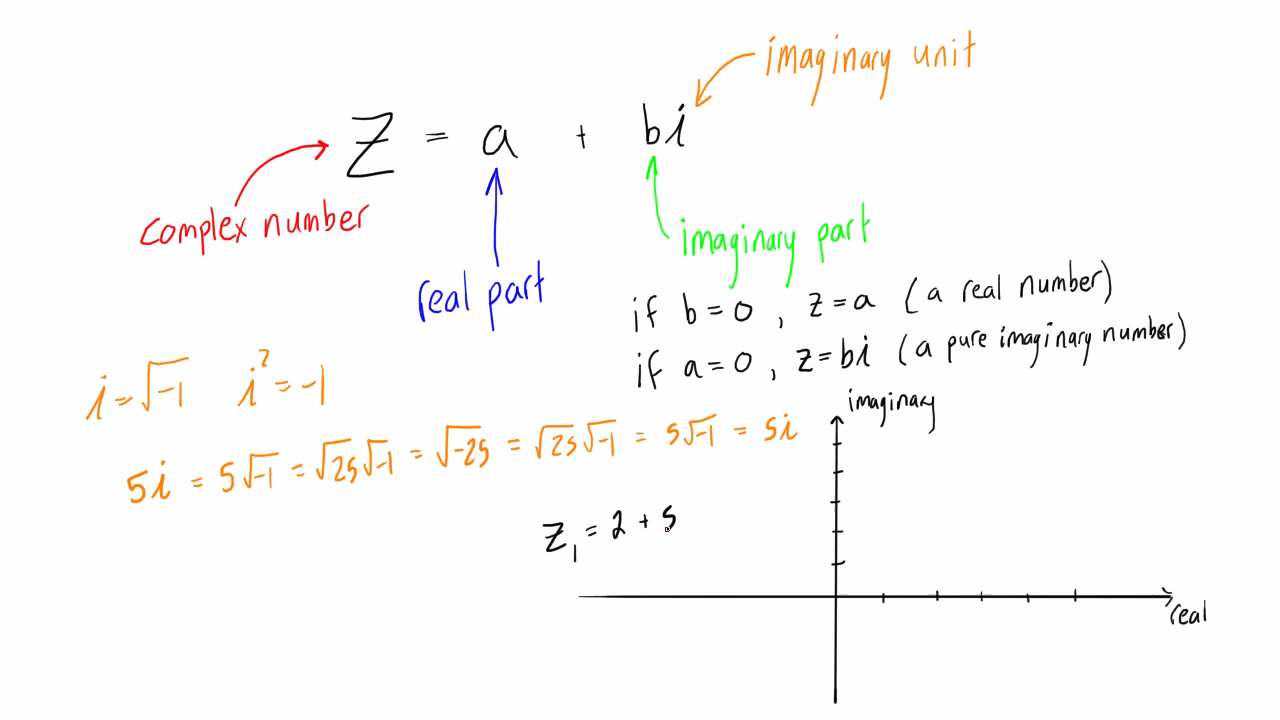 imaginary unit
z = a + bi
complex number
real part
imaginary part
if b = 0 , z = a (a real number)
if a = 0 , z = bi (a pure imaginary number)
i = √-1 i² = -1
5i = 5√-1 = √25√-1 = √-25 = √25√-1 = 5√-1 = 5i
imaginary
z₁ = 2 + 5
real